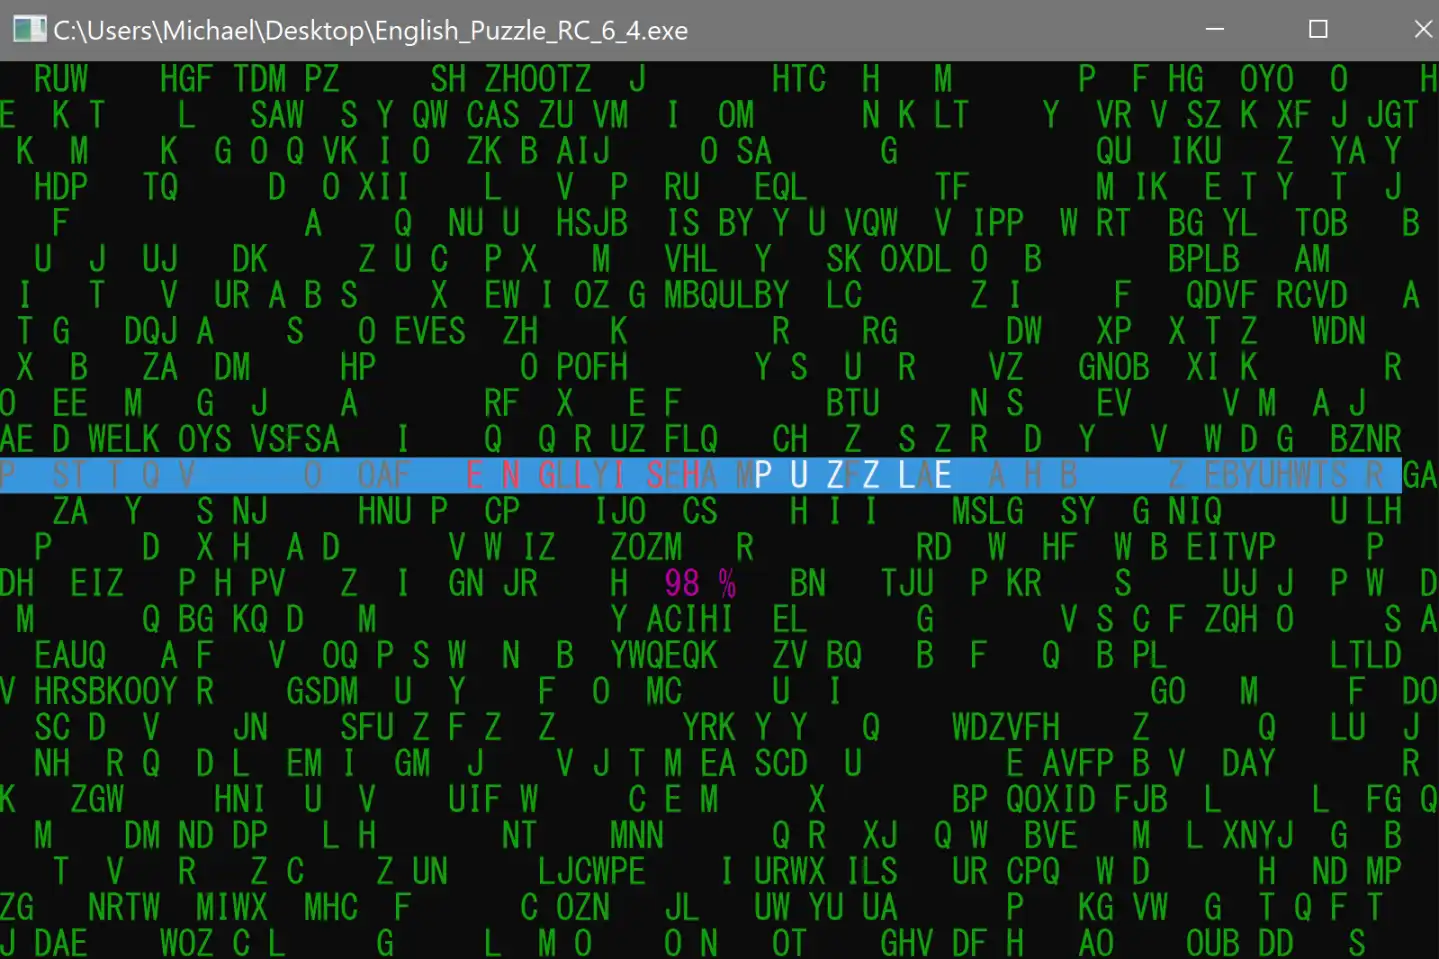 C:\Users\Michael\Desktop\English_Puzzle_RC_6_4.exe
RUW HGF TDM PZ SH ZHOOTZ J HTC H M P F HG OYO O H
E K T L SAW S Y QW CAS ZU VM I OM N K LT Y VR V SZ K XF J JGT
K M K G O Q VK I O ZK B AIJ O SA G QU IKU Z YA Y
HDP TQ D O XII L V P RU EQL TF M IK E T Y T J
F A Q NU U HSJB IS BY Y U VQW V IPP W RT BG YL TOB B
U J UJ DK Z U C P X M VHL Y SK OXDL O B BPLB AM
I T V UR A B S X EW I OZ G MBQULBY LC Z I F QDVF RCVD A
T G DQJ A S O EVES ZH K R RG DW XP X T Z WDN
X B ZA DM HP O POFH Y S U R VZ GNOB XI K R
O EE M G J A RF X E F BTU N S EV V M A J
AE D WELK OYS VSFSA I Q Q R UZ FLQ CH Z S Z R D Y V W D G BZNR
P ST T Q V O OAF E N G L I S H P U Z Z L E A H B Z EBYUHWTS R GA
ZA Y S NJ HNU P CP IJO CS H I I MSLG SY G NIQ U LH
P D X H A D V W IZ ZOZM R RD W HF W B EITVP P
DH EIZ P H PV Z I GN JR H 98 % BN TJU P KR S UJ J P W D
M Q BG KQ D M Y ACIHI EL G V S C F ZQH O S A
EAUQ A F V OQ P S W N B YWQEQK ZV BQ B F Q B PL LTLD
V HRSBKOOY R GSDM U Y F O MC U I GO M F DO
SC D V JN SFU Z F Z Z YRK Y Y Q WDZVFH Z Q LU J
NH R Q D L EM I GM J V J T M EA SCD U E AVFP B V DAY R
K ZGW HNI U V UIF W C E M X BP QOXID FJB L L FG Q
M DM ND DP L H NT MNN Q R XJ Q W BVE M L XNYJ G B
T V R Z C Z UN LJCWPE I URWX ILS UR CPQ W D H ND MP
ZG NRTW MIWX MHC F C OZN JL UW YU UA P KG VW G T Q F T
J DAE WOZ C L G L M O O N OT GHV DF H AO OUB DD S